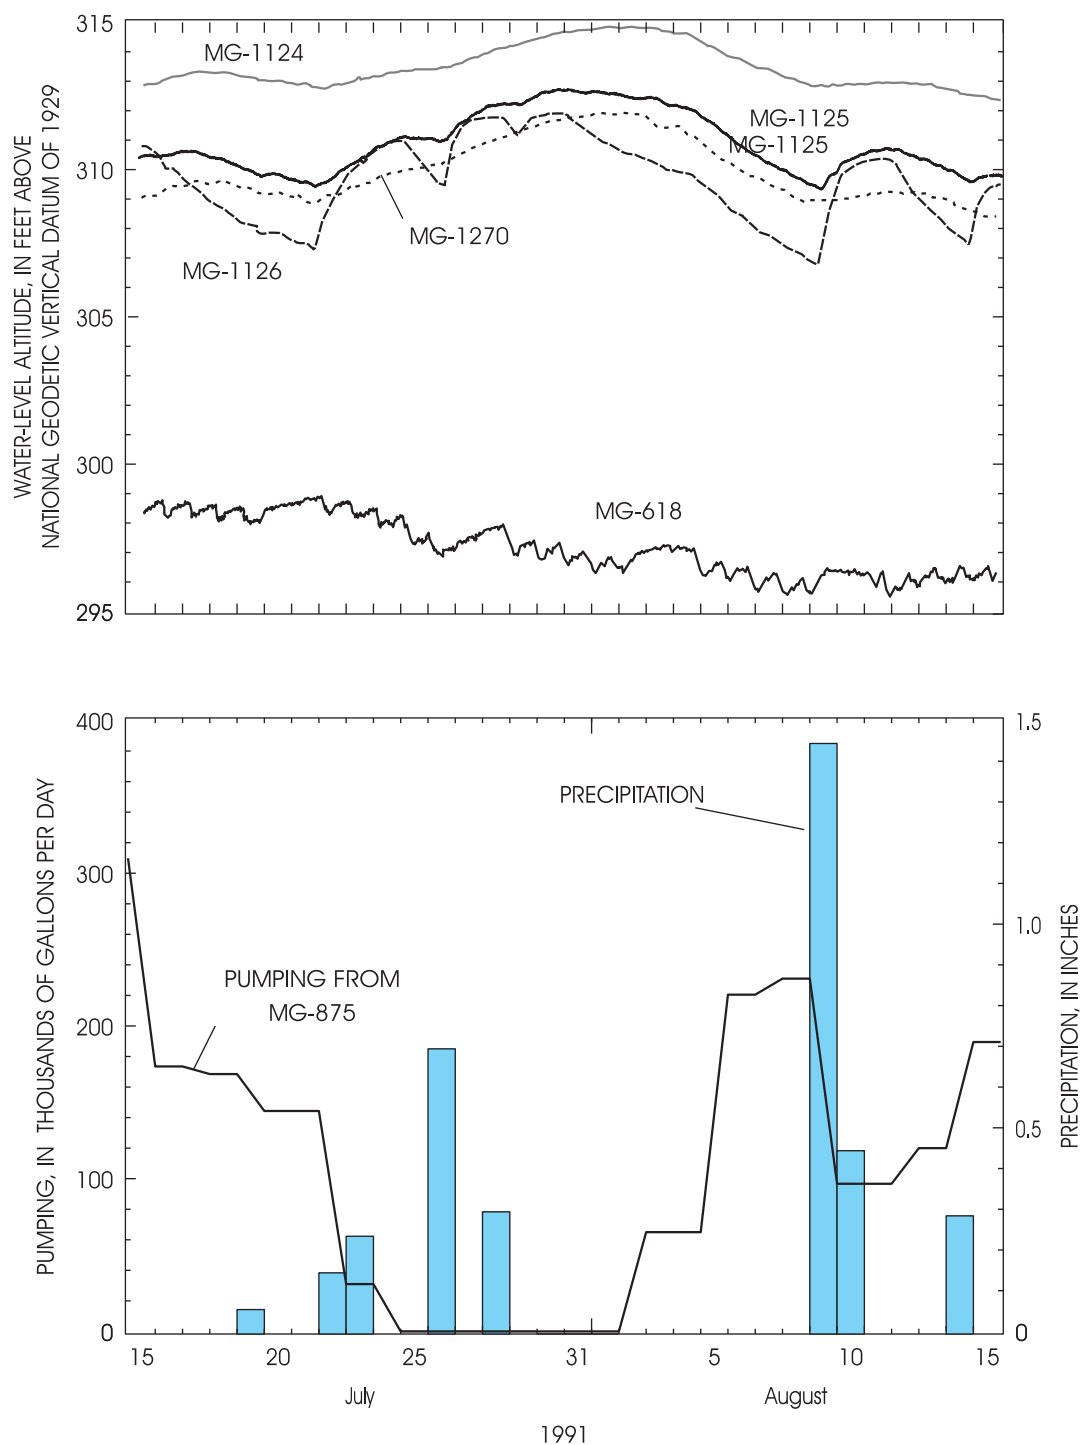 WATER-LEVEL ALTITUDE, IN FEET ABOVE
NATIONAL GEODETIC VERTICAL DATUM OF 1929
315
310
305
300
295
MG-1124
MG-1125
MG-1125
MG-1270
MG-1126
MG-618
PUMPING, IN THOUSANDS OF GALLONS PER DAY
400
300
200
100
0
PRECIPITATION
PUMPING FROM
MG-875
1.5
1.0
0.5
0
PRECIPITATION, IN INCHES
15 20 25 31 5 10 15
July August
1991